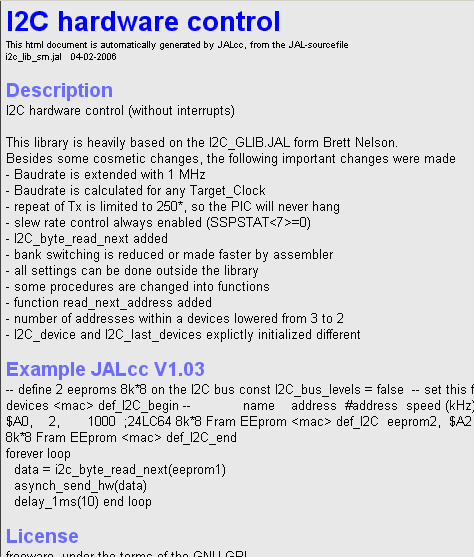 I2C hardware control
This html document is automatically generated by JALcc, from the JAL-sourcefile
i2c_lib_sm.jal 04-02-2006
Description
I2C hardware control (without interrupts)
This library is heavily based on the I2C_GLIB.JAL form Brett Nelson.
Besides some cosmetic changes, the following important changes were made
- Baudrate is extended with 1 MHz
- Baudrate is calculated for any Target_Clock
- repeat of Tx is limited to 250*, so the PIC will never hang
- slew rate control always enabled (SSPSTAT<7>=0)
- I2C_byte_read_next added
- bank switching is reduced or made faster by assembler
- all settings can be done outside the library
- some procedures are changed into functions
- function read_next_address added
- number of addresses within a devices lowered from 3 to 2
- I2C_device and I2C_last_devices explictly initialized different
Example JALcc V1.03
-- define 2 eeproms 8k*8 on the I2C bus const I2C_bus_levels = false -- set this f
devices <mac> def_I2C_begin -- name address #address speed (kHz)
$A0, 2, 1000 ;24LC64 8k*8 Fram EEprom <mac> def_I2C eeprom2, $A2
8k*8 Fram EEprom <mac> def_I2C_end
forever loop
data = i2c_byte_read_next(eeprom1)
asynch_send_hw(data)
delay_1ms(10) end loop
License
freeware, under the terms of the GNU GPL